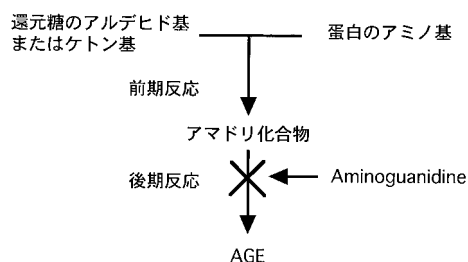 還元糖のアルデヒド基
またはケトン基
蛋白のアミノ基
前期反応
アマドリ化合物
後期反応
Aminoguanidine
AGE